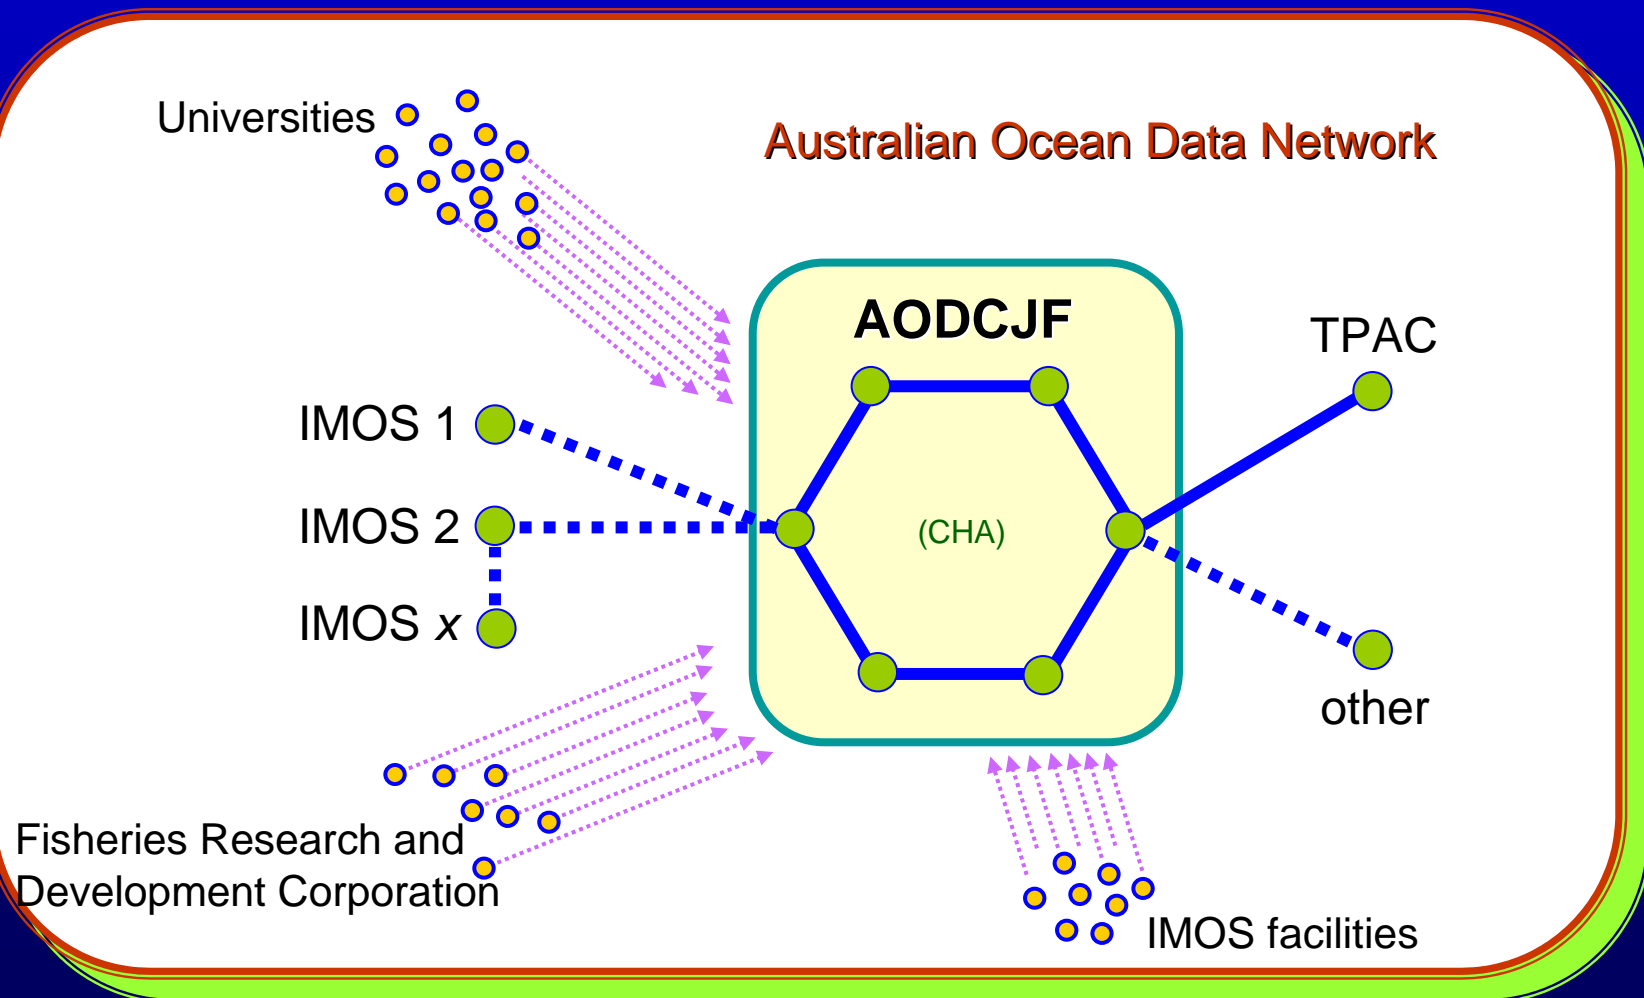 Universities
Australian Ocean Data Network
AODCJF
TPAC
IMOS 1
IMOS 2
(CHA)
IMOS x
other
Fisheries Research and
Development Corporation
IMOS facilities